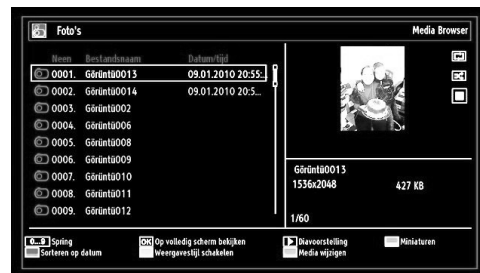 Foto's
Media Browser
Neen Bestandsnaam Datum/tijd
0001. Görüntü0013 09.01.2010 20:55:..
0002. Görüntü0014 09.01.2010 20:5...
0003. Görüntü002
0004. Görüntü006
0005. Görüntü008
0006. Görüntü009
0007. Görüntü010
0008. Görüntü011
0009. Görüntü012
Görüntü0013
1536x2048 427 KB
1/60
0...9 Spring OK Op volledig scherm bekijken Diavoorstelling Miniaturen
Sorteren op datum Weergavestijl schakelen Media wijzigen